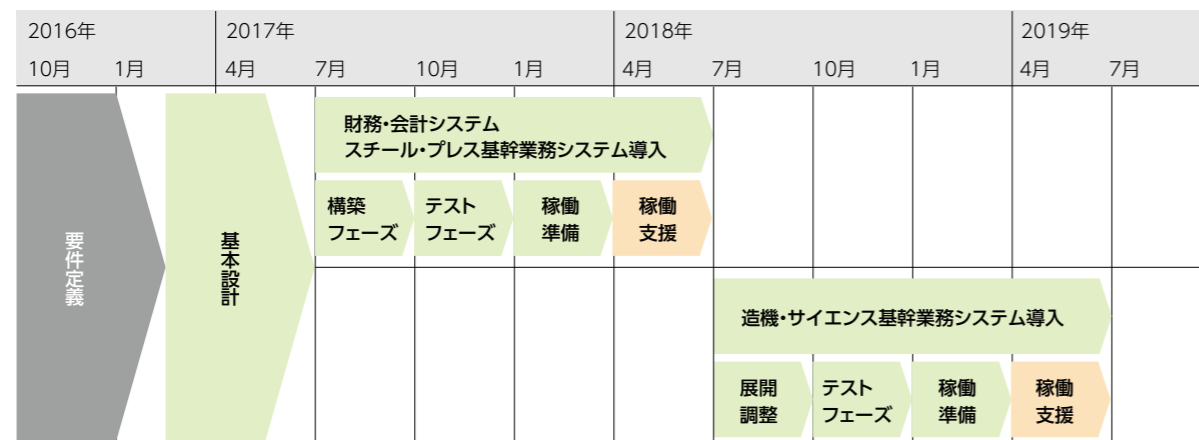 2016年
2017年
2018年
2019年
10月
1月
4月
7月
10月
1月
4月
7月
10月
1月
4月
7月
要件定義
基本設計
財務・会計システム
スチール・プレス基幹業務システム導入
構築
フェーズ
テスト
フェーズ
稼働
準備
稼働
支援
造機・サイエンス基幹業務システム導入
展開
調整
テスト
フェーズ
稼働
準備
稼働
支援